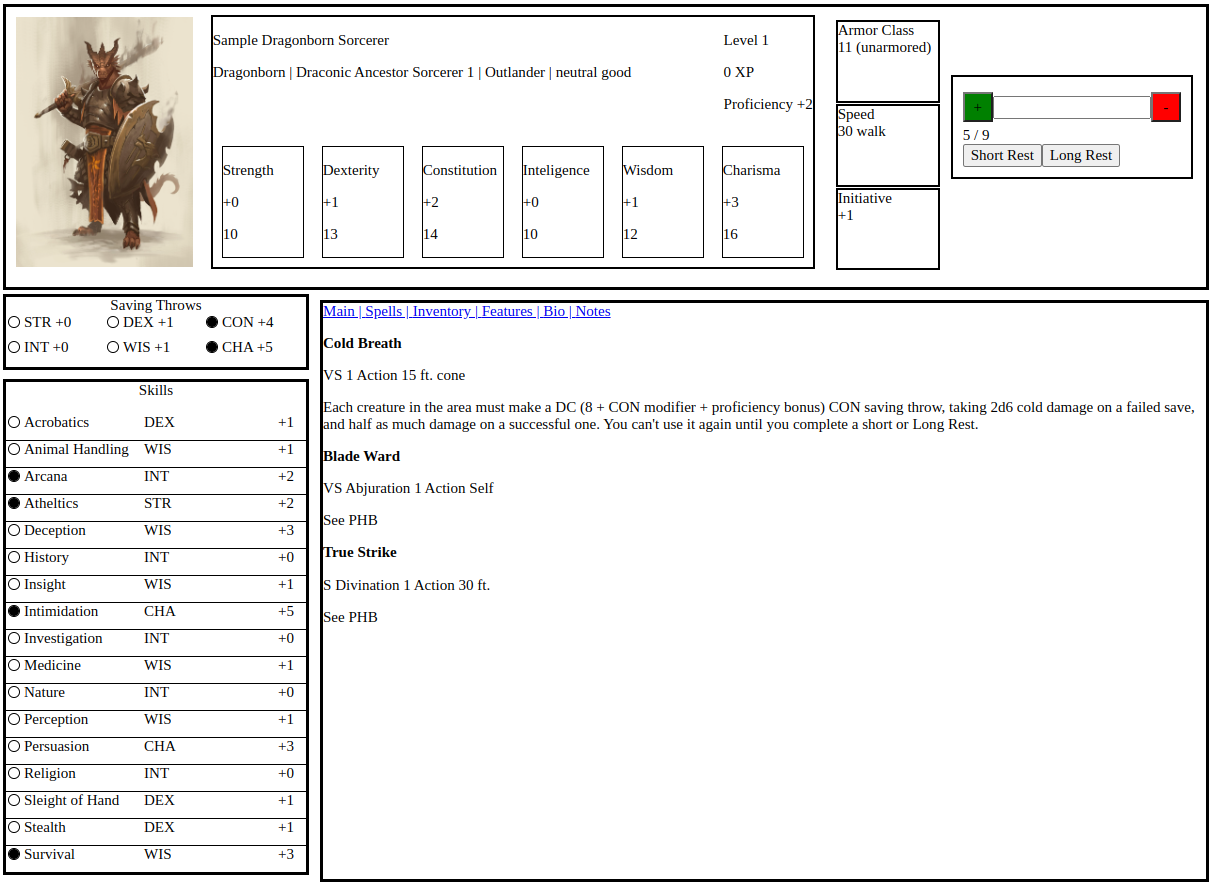 Sample Dragonborn Sorcerer
Level 1
Dragonborn | Draconic Ancestor Sorcerer 1 | Outlander | neutral good
0 XP
Proficiency +2
Strength
+0
10
Dexterity
+1
13
Constitution
+2
14
Inteligence
+0
10
Wisdom
+1
12
Charisma
+3
16
Armor Class
11 (unarmored)
Speed
30 walk
Initiative
+1
+
-
5 / 9
Short Rest
Long Rest
Saving Throws
STR +0
DEX +1
CON +4
INT +0
WIS +1
CHA +5
Skills
Acrobatics DEX +1
Animal Handling WIS +1
Arcana INT +2
Atheltics STR +2
Deception WIS +3
History INT +0
Insight WIS +1
Intimidation CHA +5
Investigation INT +0
Medicine WIS +1
Nature INT +0
Perception WIS +1
Persuasion CHA +3
Religion INT +0
Sleight of Hand DEX +1
Stealth DEX +1
Survival WIS +3
Main | Spells | Inventory | Features | Bio | Notes
Cold Breath
VS 1 Action 15 ft. cone
Each creature in the area must make a DC (8 + CON modifier + proficiency bonus) CON saving throw, taking 2d6 cold damage on a failed save,
and half as much damage on a successful one. You can't use it again until you complete a short or Long Rest.
Blade Ward
VS Abjuration 1 Action Self
See PHB
True Strike
S Divination 1 Action 30 ft.
See PHB